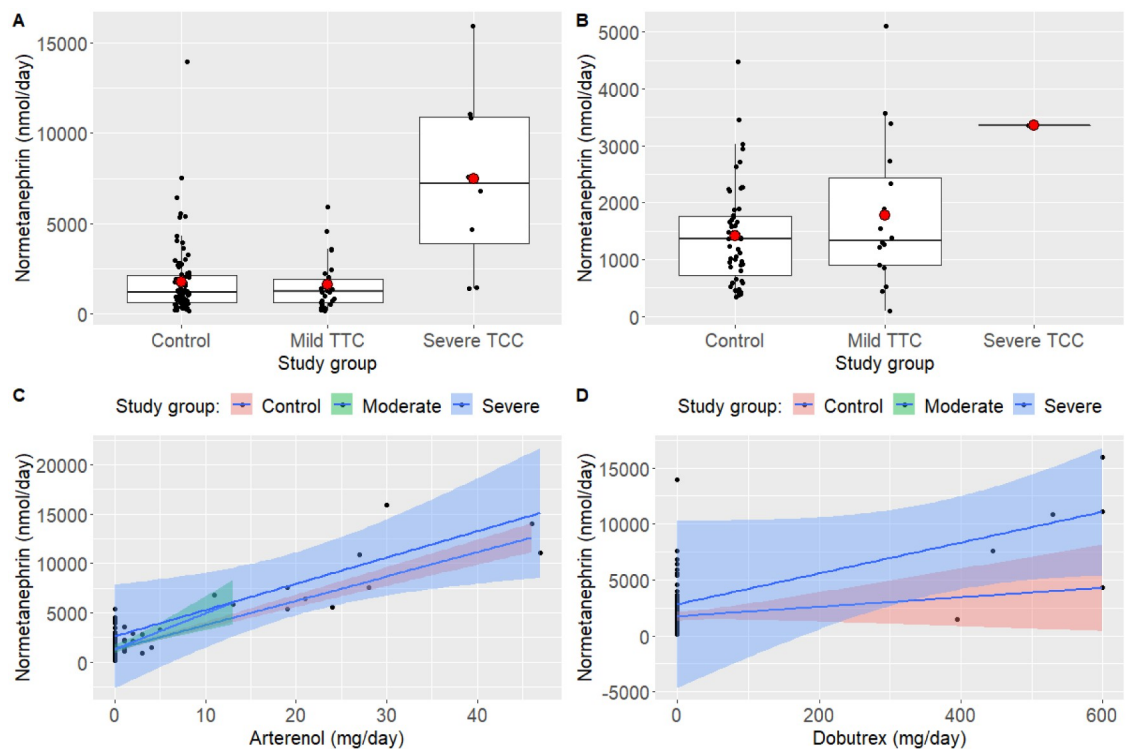 A
Normetanephrin (nmol/day)
15000
10000
5000
0
Control
Mild TTC
Severe TCC
Study group
B
Normetanephrin (nmol/day)
5000
4000
3000
2000
1000
0
Control
Mild TTC
Severe TCC
Study group
C
Study group: Control Moderate Severe
Normetanephrin (nmol/day)
20000
15000
10000
5000
0
0 10 20 30 40
Arterenol (mg/day)
D
Study group: Control Moderate Severe
Normetanephrin (nmol/day)
15000
10000
5000
0
-5000
0 200 400 600
Dobutrex (mg/day)